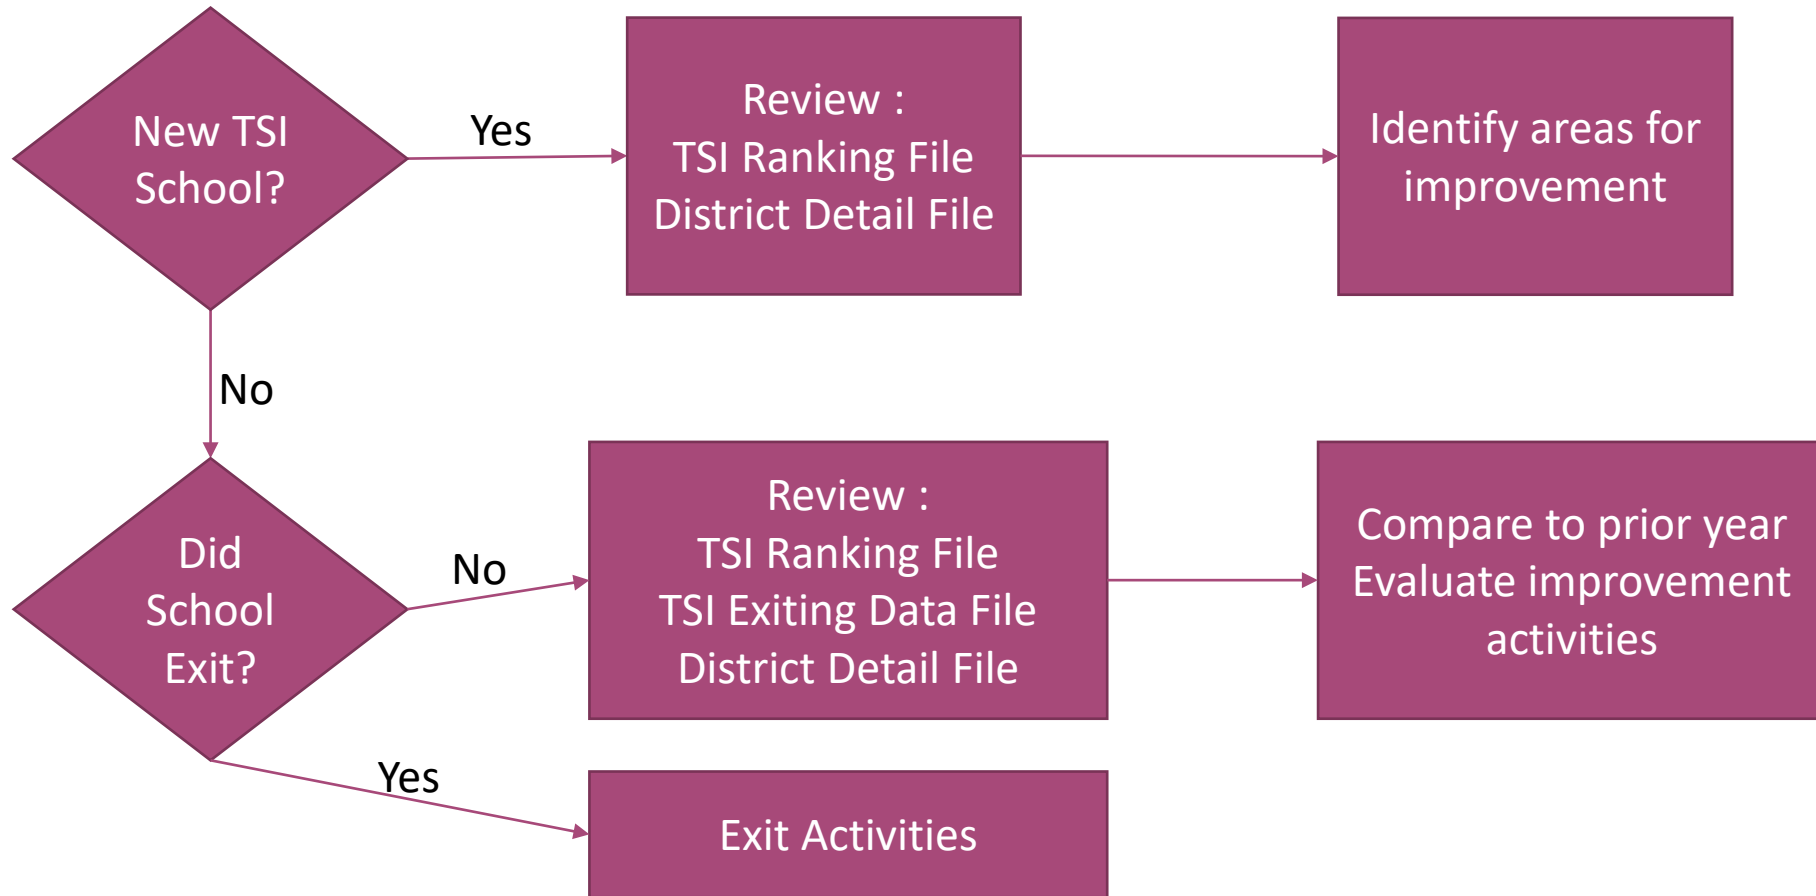 New TSI
School?
Yes
Review :
TSI Ranking File
District Detail File
Identify areas for
improvement
No
Did
School
Exit?
No
Review :
TSI Ranking File
TSI Exiting Data File
District Detail File
Compare to prior year
Evaluate improvement
activities
Yes
Exit Activities